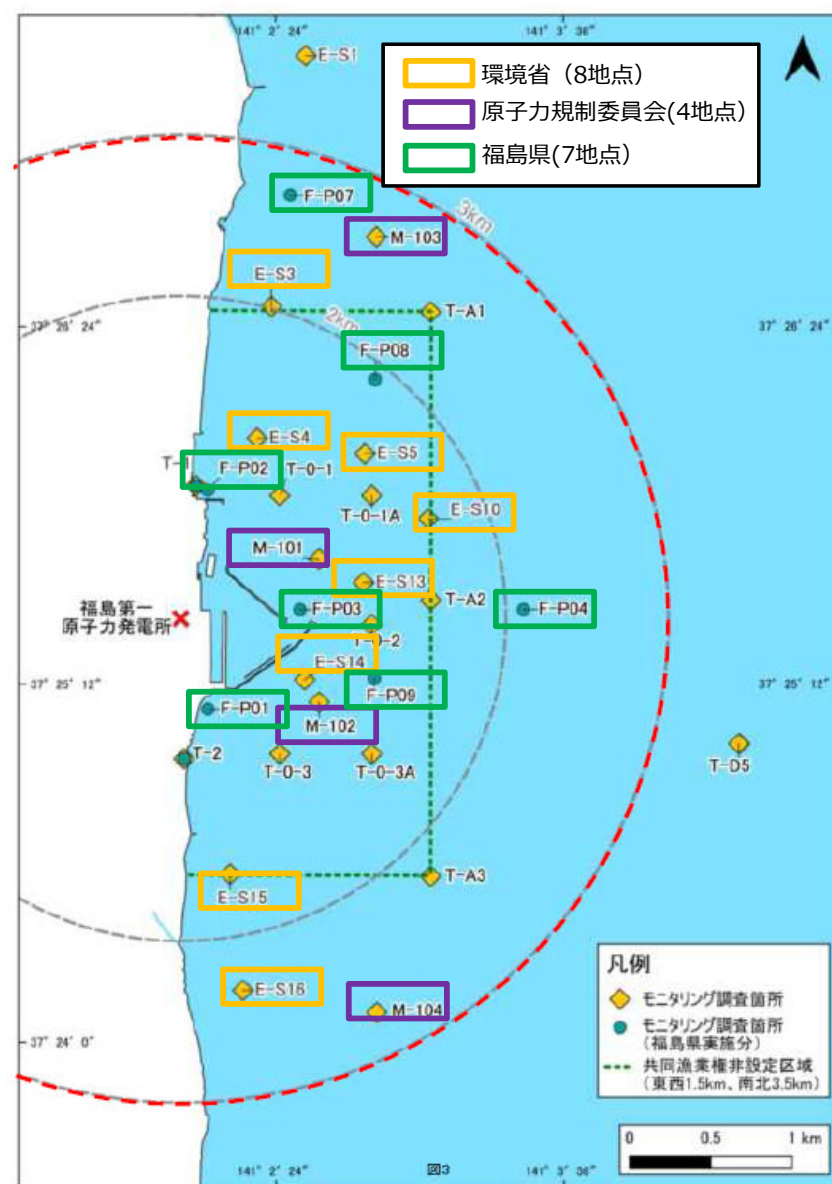 141° 2' 24"
141° 3' 36"
E-S1
環境省（8地点）
原子力規制委員会(4地点）
福島県(7地点）
F-P07
3km
M-103
E-S3
T-A1
37° 26' 24"
37° 26' 24"
2km
F-P08
E-S4
E-S5
T-1
F-P02
T-0-1
T-0-1A
E-S10
M-101
E-S13
福島第一
原子力発電所
F-P03
T-A2
F-P04
T-0-2
E-S14
37° 25' 12"
37° 25' 12"
F-P09
F-P01
M-102
T-2
T-0-3
T-0-3A
T-D5
T-A3
E-S15
E-S16
M-104
37° 24' 0"
凡例
モニタリング調査箇所
モニタリング調査箇所
（福島県実施分）
共同漁業権非設定区域
（東西1.5km、南北3.5km）
0 0.5 1 km
141° 2' 24"
図3
141° 3' 36"